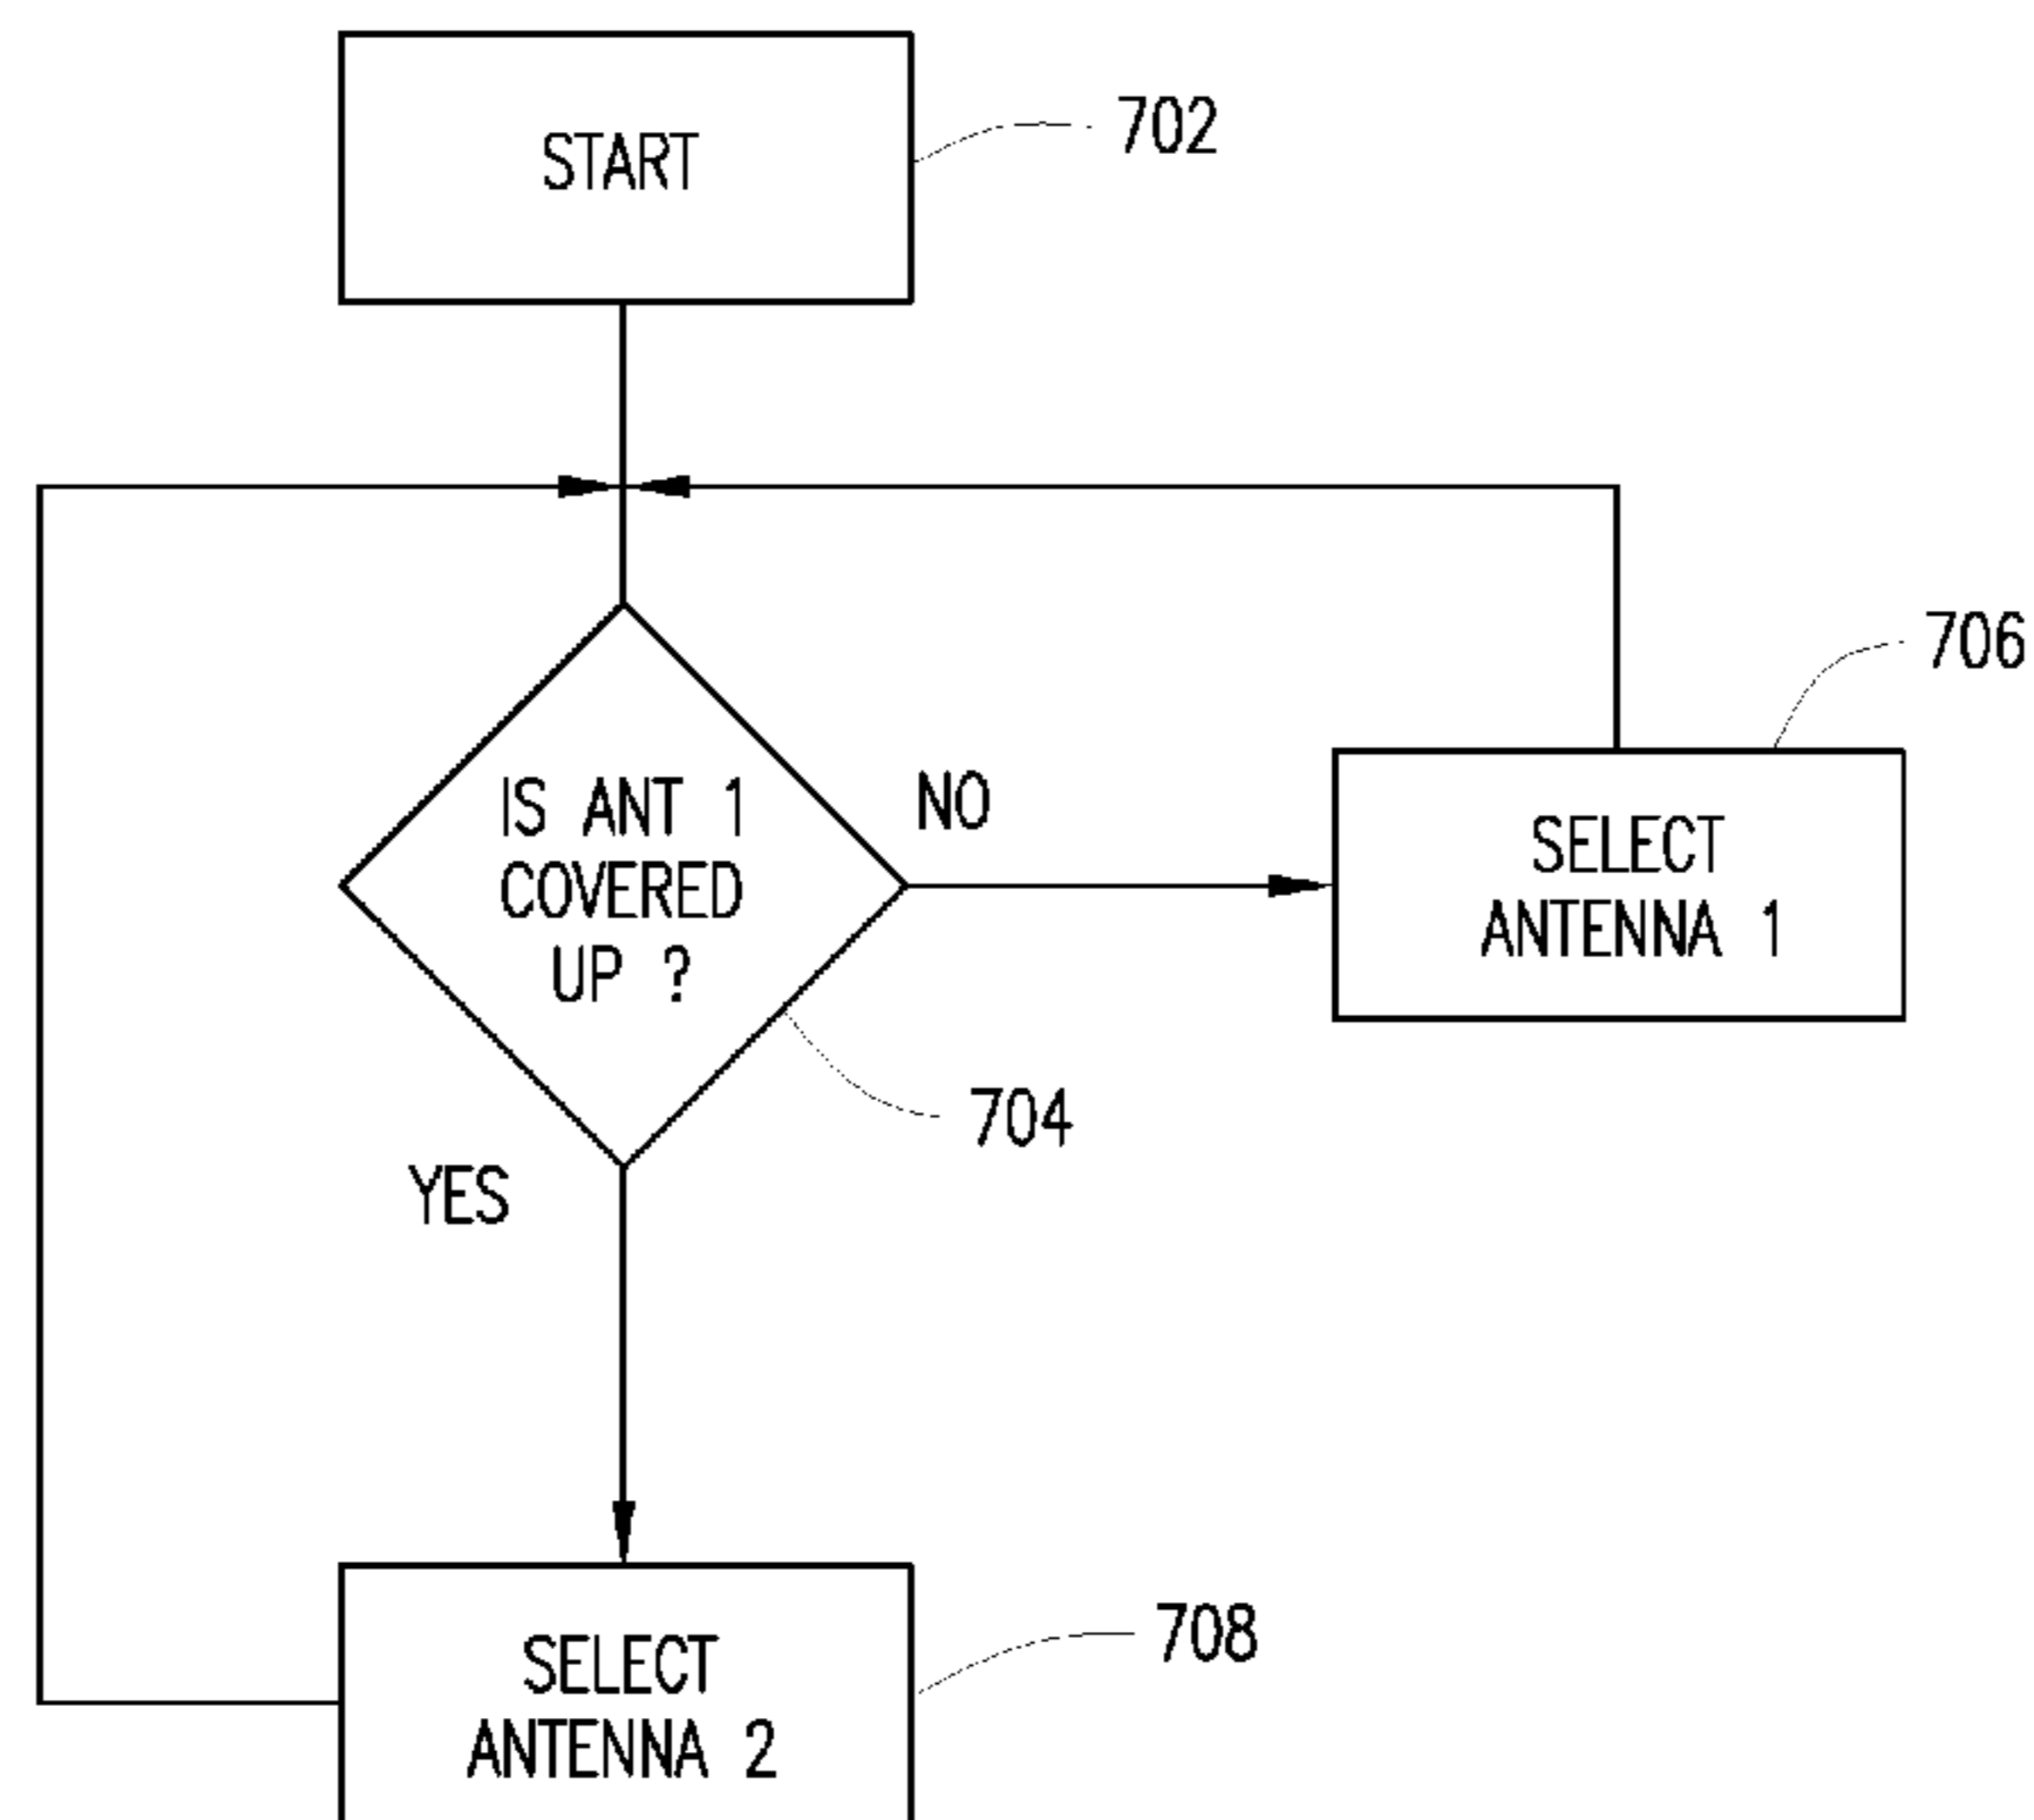 START
702
IS ANT 1
COVERED
UP ?
NO
704
YES
706
SELECT
ANTENNA 1
SELECT
ANTENNA 2
708